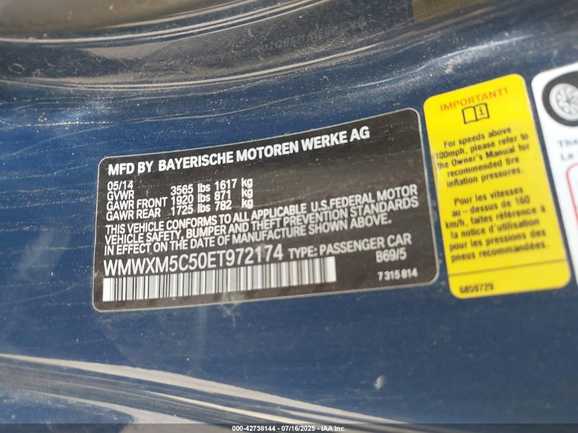 MFD BY BAYERISCHE MOTOREN WERKE AG
05/14
GVWR 3565 lbs 1617 kg
GAWR FRONT 1920 lbs 871 kg
GAWR REAR 1725 lbs 782 kg
THIS VEHICLE CONFORMS TO ALL APPLICABLE U.S. FEDERAL MOTOR
VEHICLE SAFETY, BUMPER, AND THEFT PREVENTION STANDARDS
IN EFFECT ON THE DATE OF MANUFACTURE SHOWN ABOVE.
WMWXM5C50ET972174 TYPE: PASSENGER CAR
B69/5
7315814
IMPORTANT!
For speeds above
100mph, please refer to
the Owner's Manual for
recommended tire
inflation pressures.
Pour les vitesses
au - dessus de 160
km/h, faites référence à
la notice d'utilisation
pour les pressions des
pneus recommandées.
6859729
000-42738144 07/16/2025 IAA Inc.